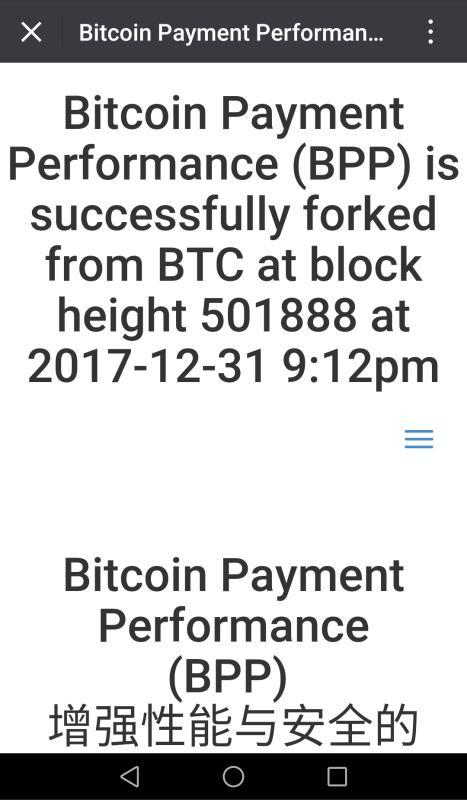 Bitcoin Payment Performan...
Bitcoin Payment
Performance (BPP) is
successfully forked
from BTC at block
height 501888 at
2017-12-31 9:12pm
Bitcoin Payment
Performance
(BPP)
增强性能与安全的